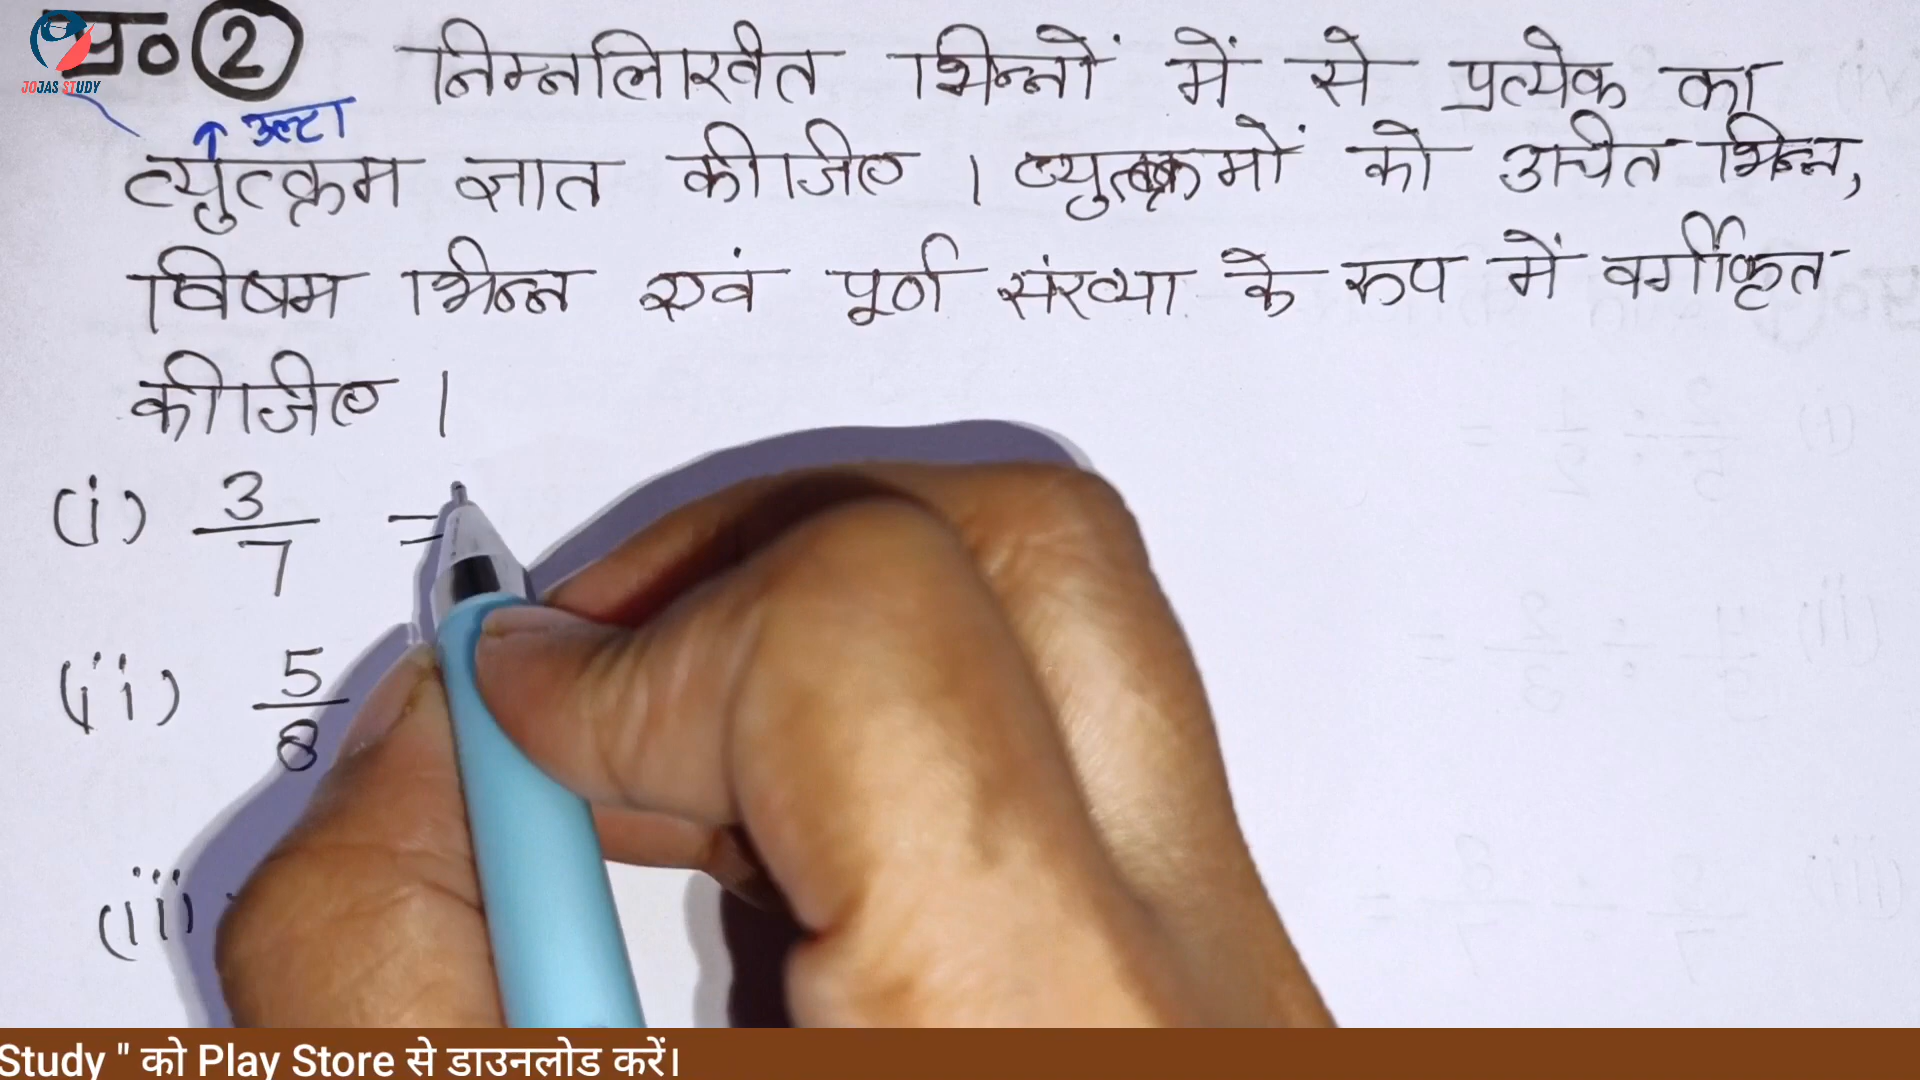 प्र० ②
JOJAS STUDY
निम्नलिखित भिन्नों में से प्रत्येक का
उल्टा
व्युत्क्रम ज्ञात कीजिए । व्युत्क्रमों को उचित भिन्न,
विषम भिन्न एवं पूर्ण संख्या के रूप में वर्गीकृत
कीजिए ।
(i) 3/7 =
(ii) 5/8
(iii)
Study " को Play Store से डाउनलोड करें।